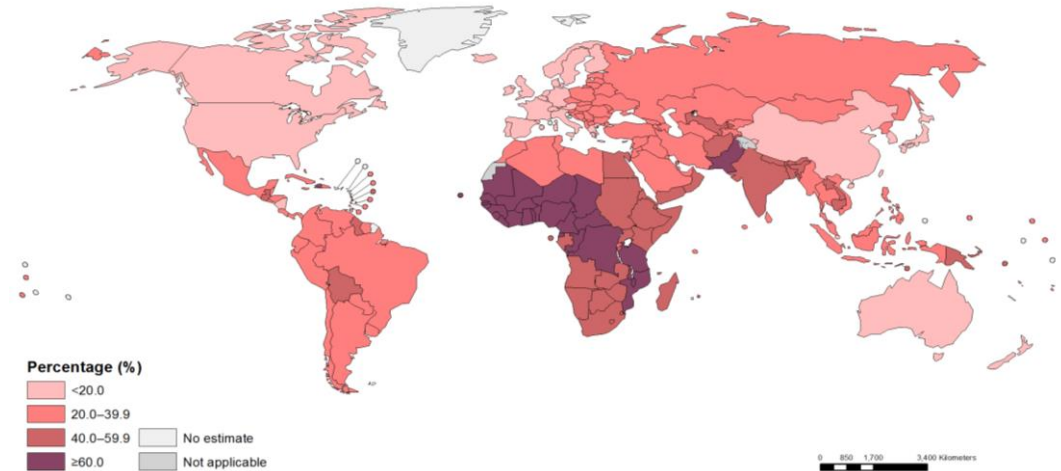 Percentage (%)
<20.0
20.0–39.9
40.0–59.9
≥60.0
No estimate
Not applicable
0 850 1,700 3,400 Kilometers